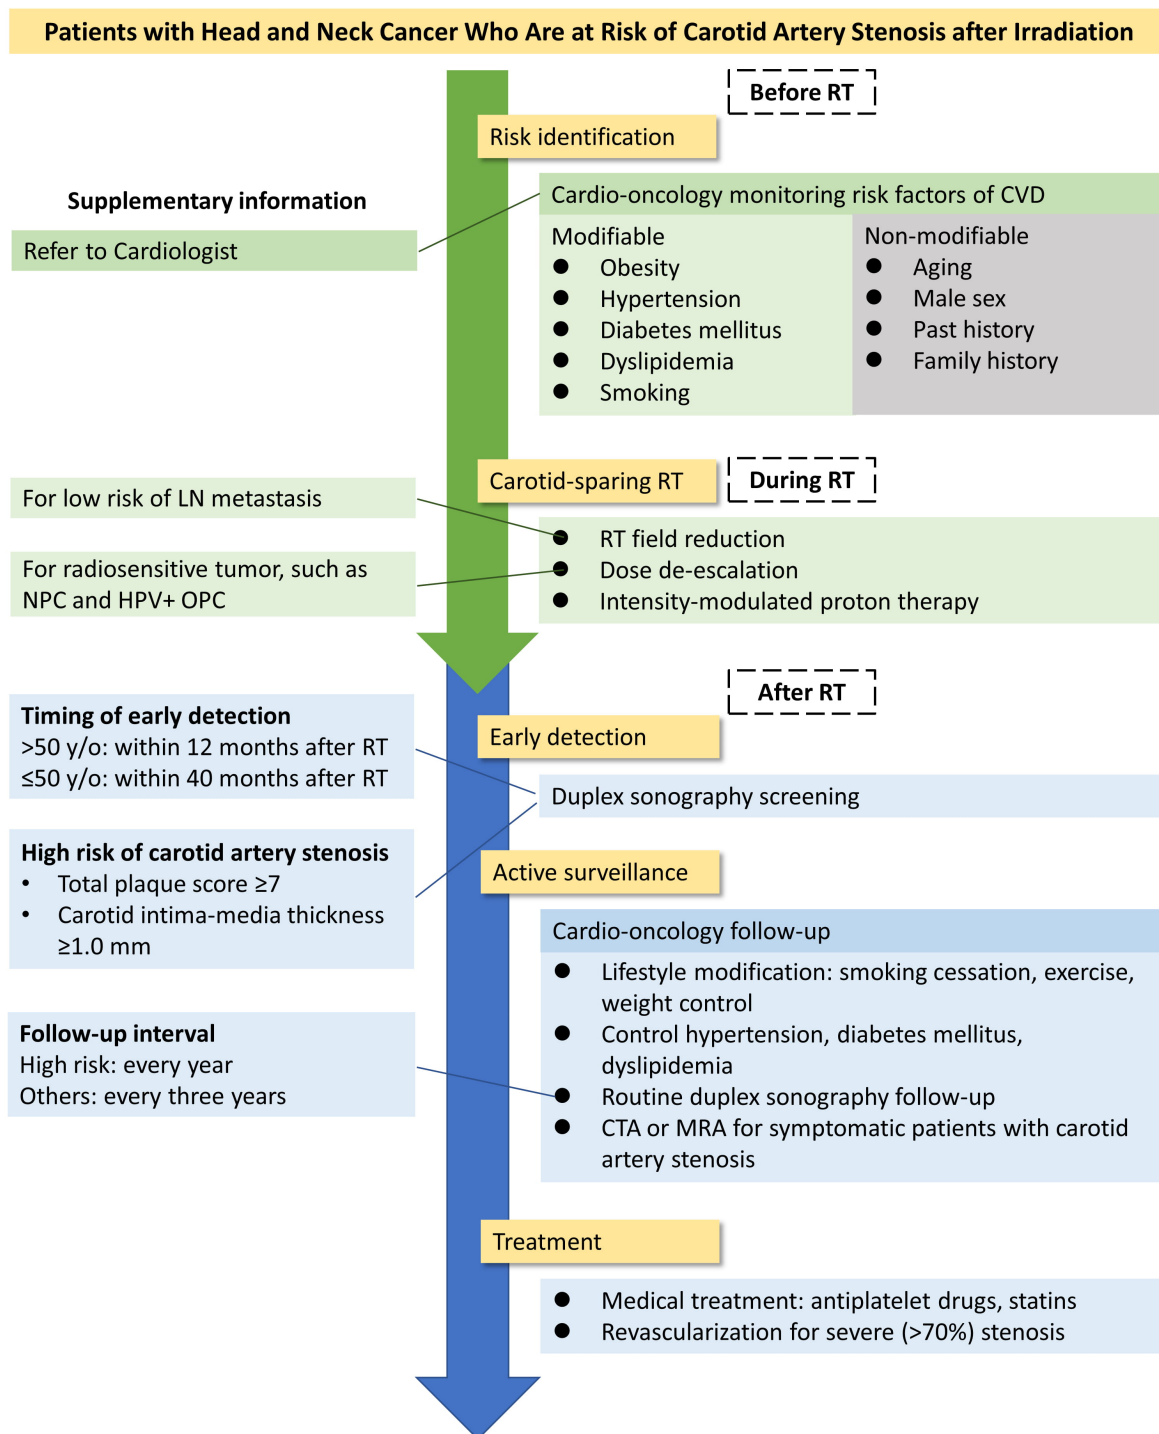 Patients with Head and Neck Cancer Who Are at Risk of Carotid Artery Stenosis after Irradiation
Before RT
Risk identification
Supplementary information
Refer to Cardiologist
Cardio-oncology monitoring risk factors of CVD
Modifiable
● Obesity
● Hypertension
● Diabetes mellitus
● Dyslipidemia
● Smoking
Non-modifiable
● Aging
● Male sex
● Past history
● Family history
Carotid-sparing RT
During RT
For low risk of LN metastasis
For radiosensitive tumor, such as
NPC and HPV+ OPC
● RT field reduction
● Dose de-escalation
● Intensity-modulated proton therapy
After RT
Early detection
Timing of early detection
>50 y/o: within 12 months after RT
≤50 y/o: within 40 months after RT
Duplex sonography screening
High risk of carotid artery stenosis
• Total plaque score ≥7
• Carotid intima-media thickness
≥1.0 mm
Active surveillance
Cardio-oncology follow-up
● Lifestyle modification: smoking cessation, exercise,
weight control
● Control hypertension, diabetes mellitus,
dyslipidemia
● Routine duplex sonography follow-up
● CTA or MRA for symptomatic patients with carotid
artery stenosis
Follow-up interval
High risk: every year
Others: every three years
Treatment
● Medical treatment: antiplatelet drugs, statins
● Revascularization for severe (>70%) stenosis